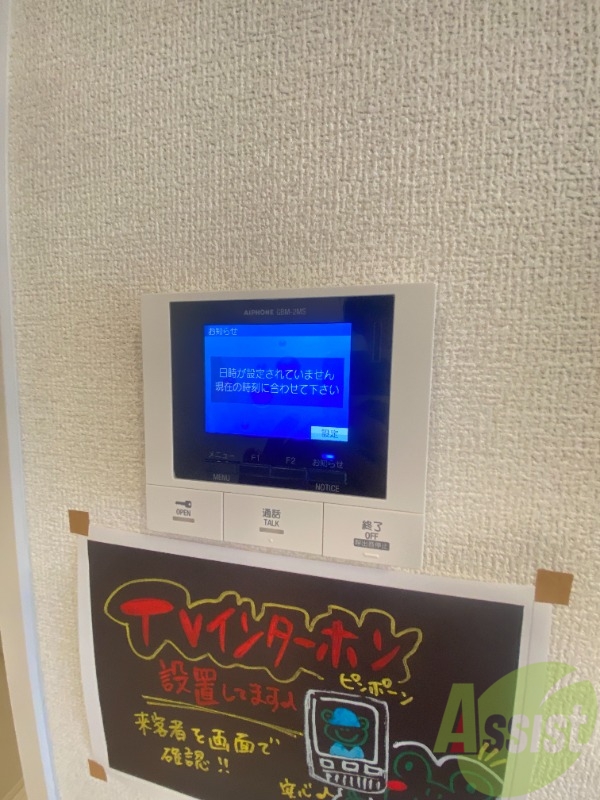 AIPHONE GBM-2MS
お知らせ
日時が設定されていません
現在の時刻に合わせて下さい
設定
メニュー F1 F2 お知らせ
MENU NOTICE
OPEN
通話
TALK
終了
OFF
TVインターホン
設置してます♪
ピンポーン
来客者を画面で
確認!!
安心♪
Assist